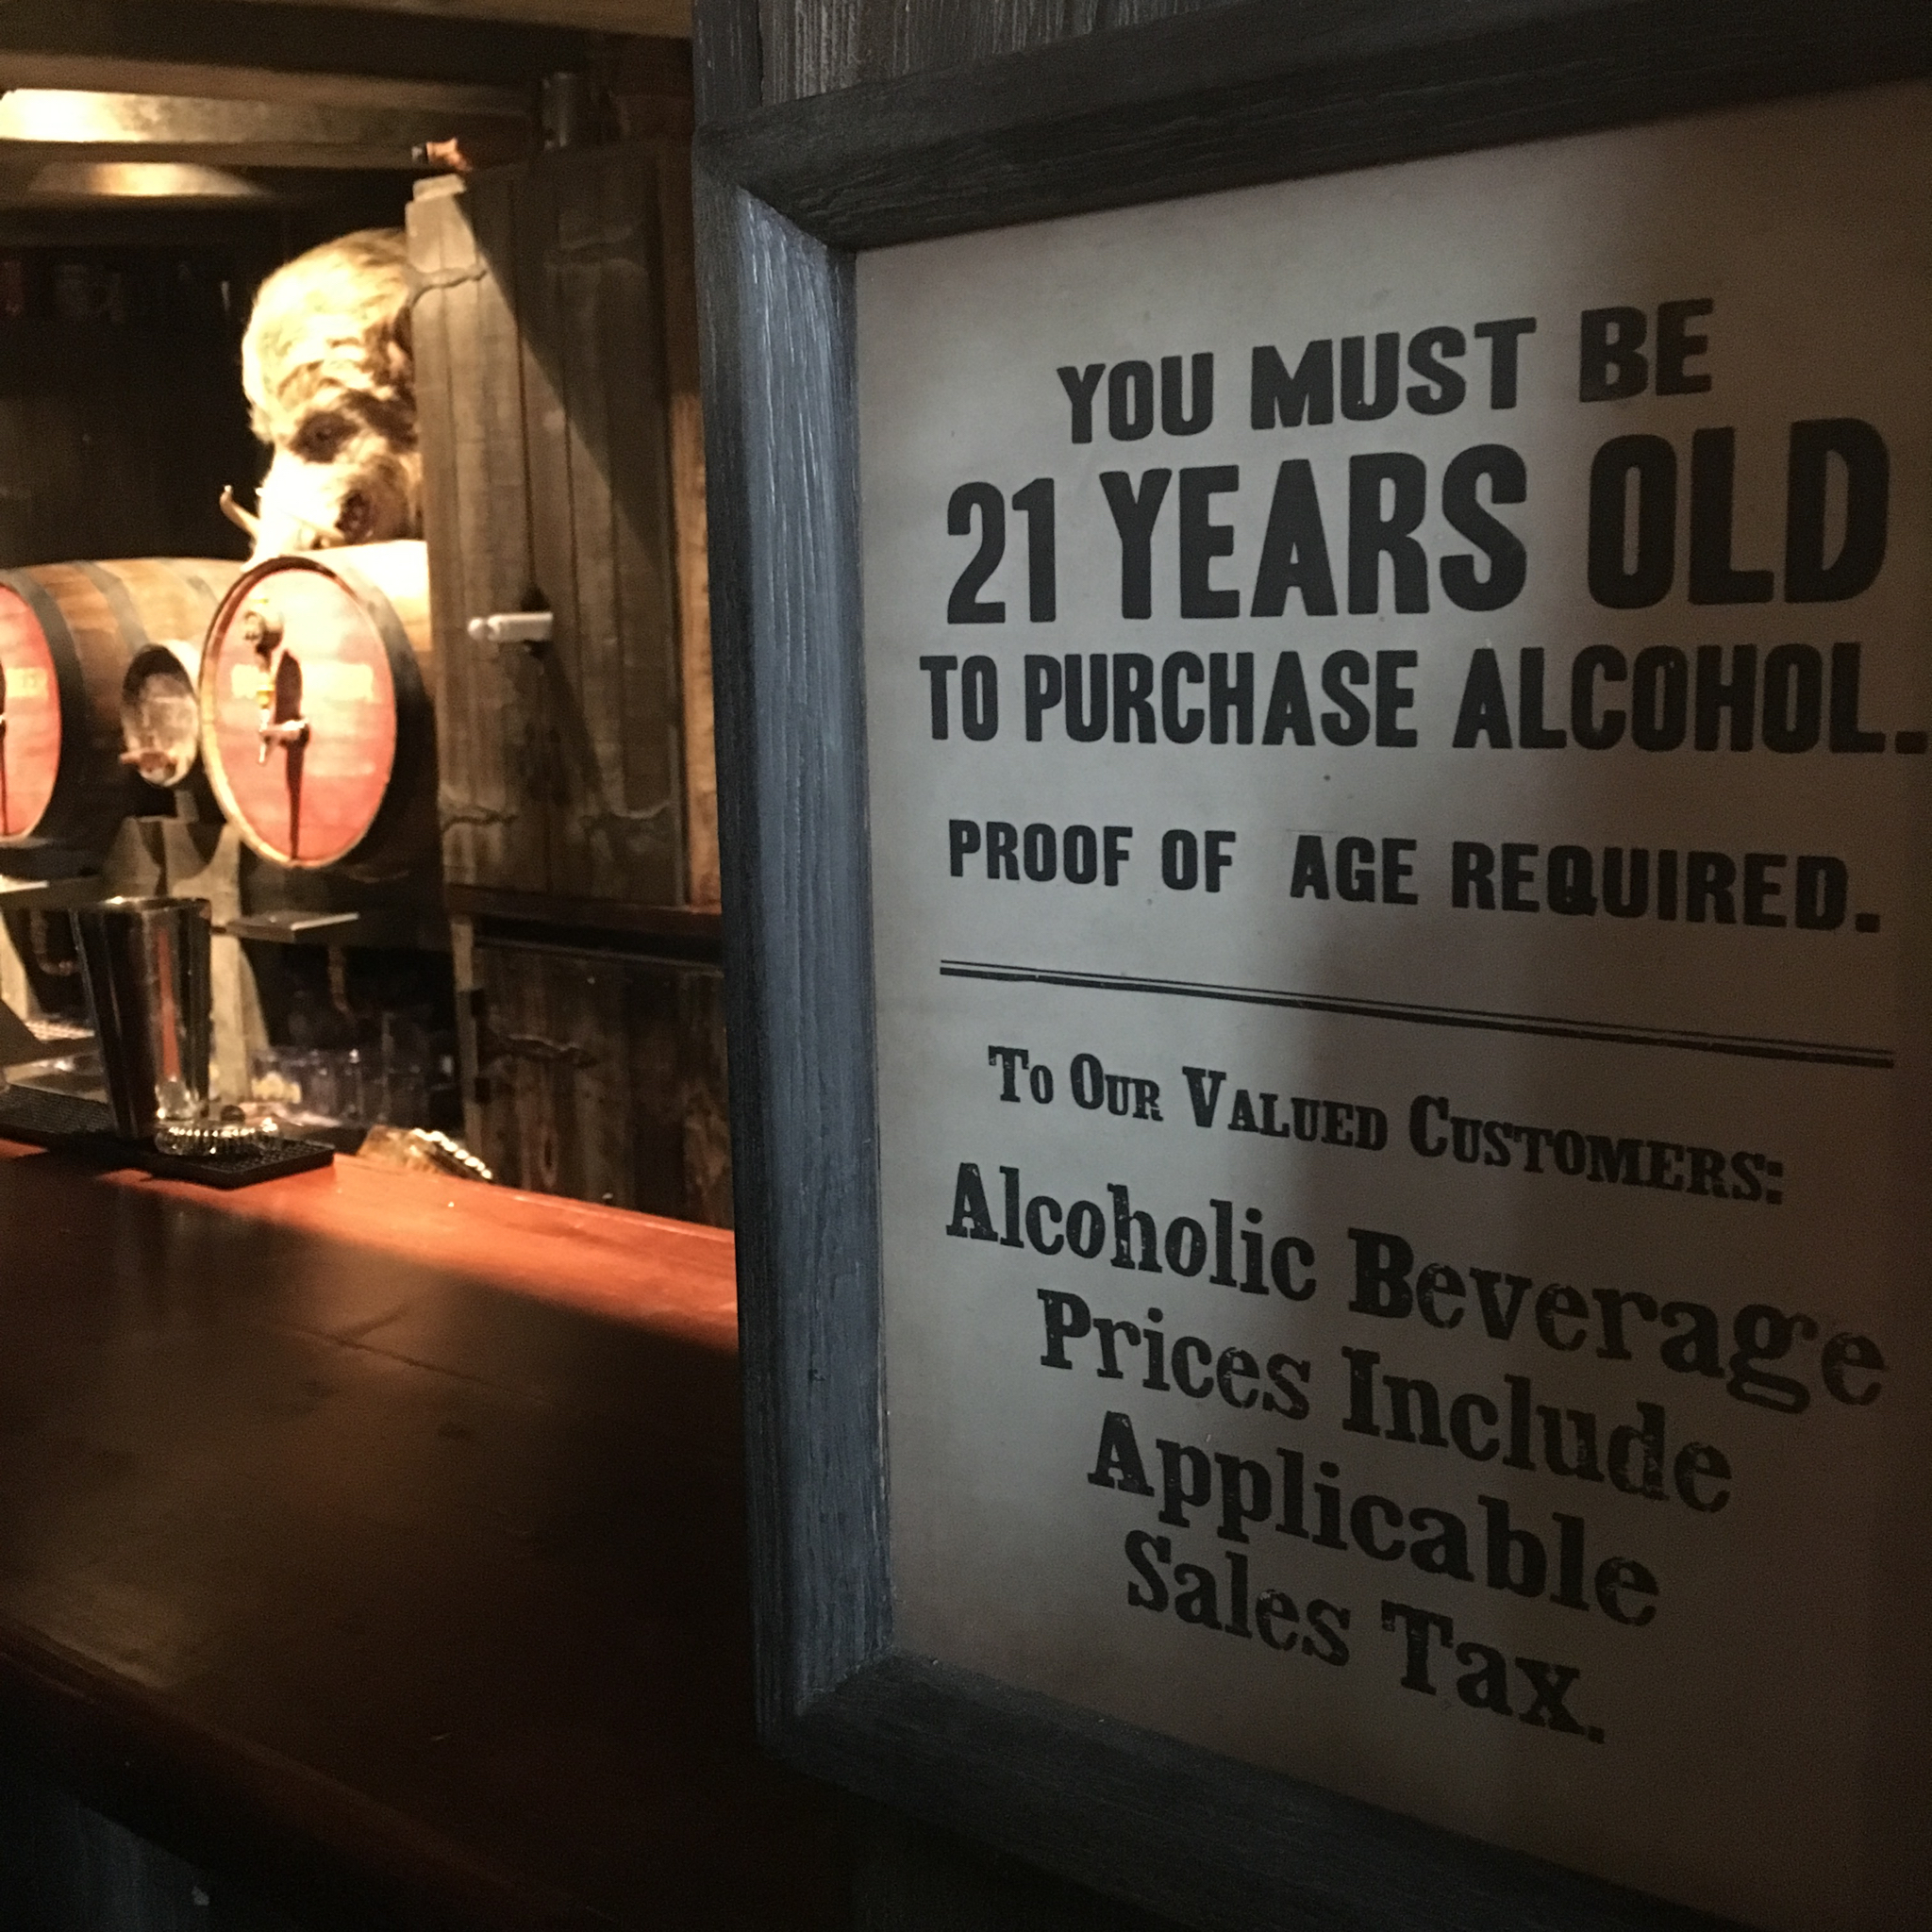 YOU MUST BE
21 YEARS OLD
TO PURCHASE ALCOHOL.
PROOF OF AGE REQUIRED.
TO OUR VALUED CUSTOMERS:
Alcoholic Beverage
Prices Include
Applicable
Sales Tax.